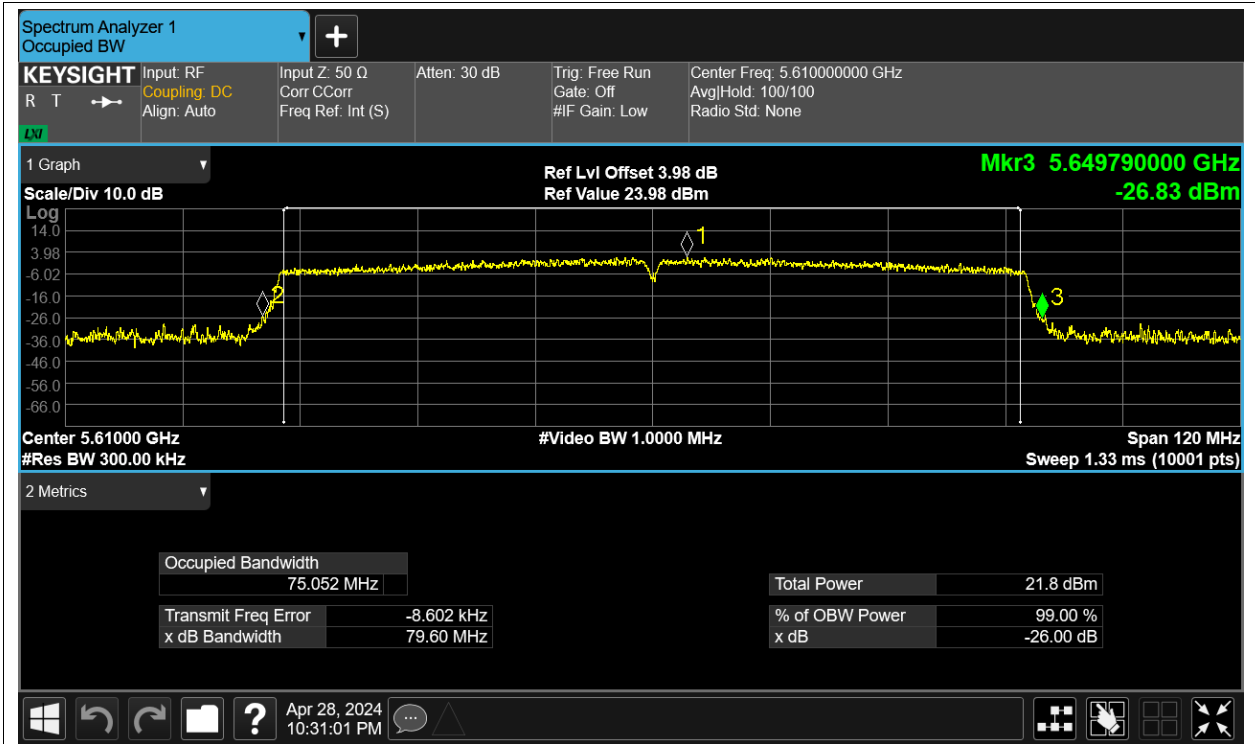 Spectrum Analyzer 1
Occupied BW
+
KEYSIGHT
R T
LXI
Input: RF
Coupling: DC
Align: Auto
Input Z: 50 Ω
Corr CCorr
Freq Ref: Int (S)
Atten: 30 dB
Trig: Free Run
Gate: Off
#IF Gain: Low
Center Freq: 5.610000000 GHz
Avg|Hold: 100/100
Radio Std: None
1 Graph
Scale/Div 10.0 dB
Ref Lvl Offset 3.98 dB
Ref Value 23.98 dBm
Mkr3 5.649790000 GHz
-26.83 dBm
Log
14.0
3.98
-6.02
-16.0
-26.0
-36.0
-46.0
-56.0
-66.0
1
2
3
Center 5.61000 GHz
#Video BW 1.0000 MHz
Span 120 MHz
#Res BW 300.00 kHz
Sweep 1.33 ms (10001 pts)
2 Metrics
Occupied Bandwidth
75.052 MHz
Transmit Freq Error -8.602 kHz
x dB Bandwidth 79.60 MHz
Total Power 21.8 dBm
% of OBW Power 99.00 %
x dB -26.00 dB
?
Apr 28, 2024
10:31:01 PM